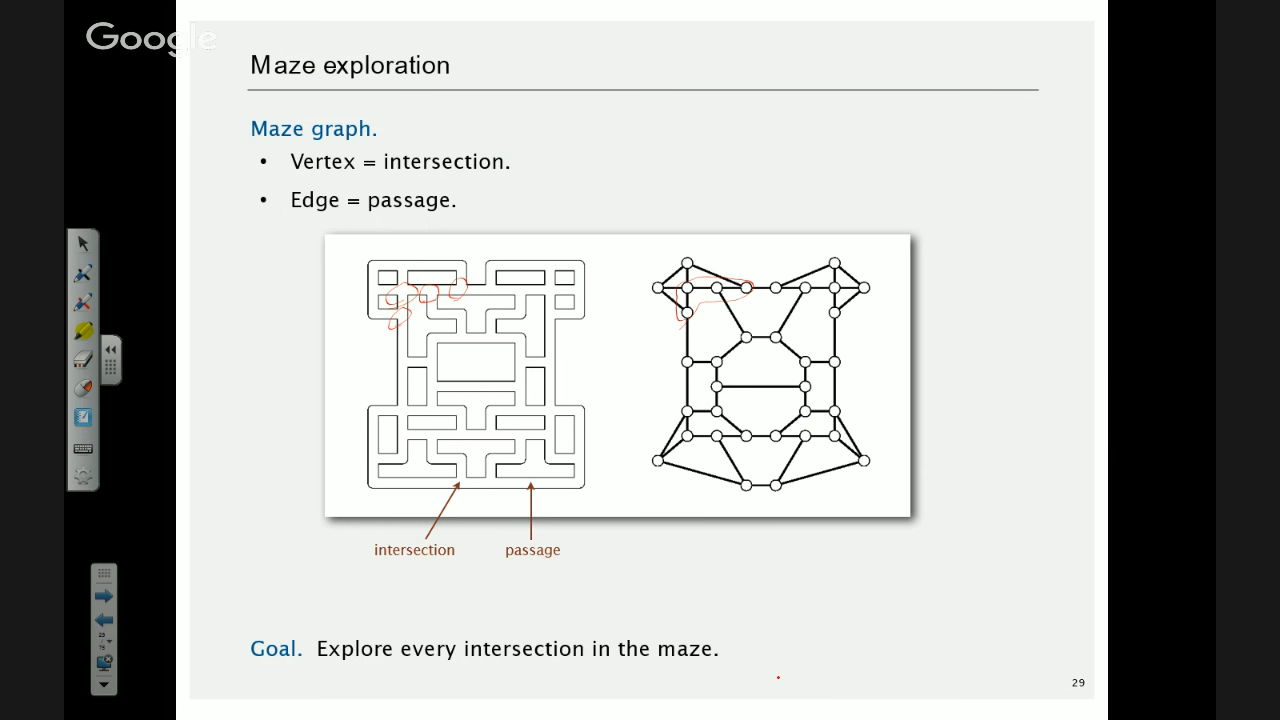 Google
Maze exploration
Maze graph.
• Vertex = intersection.
• Edge = passage.
intersection passage
Goal. Explore every intersection in the maze.
29